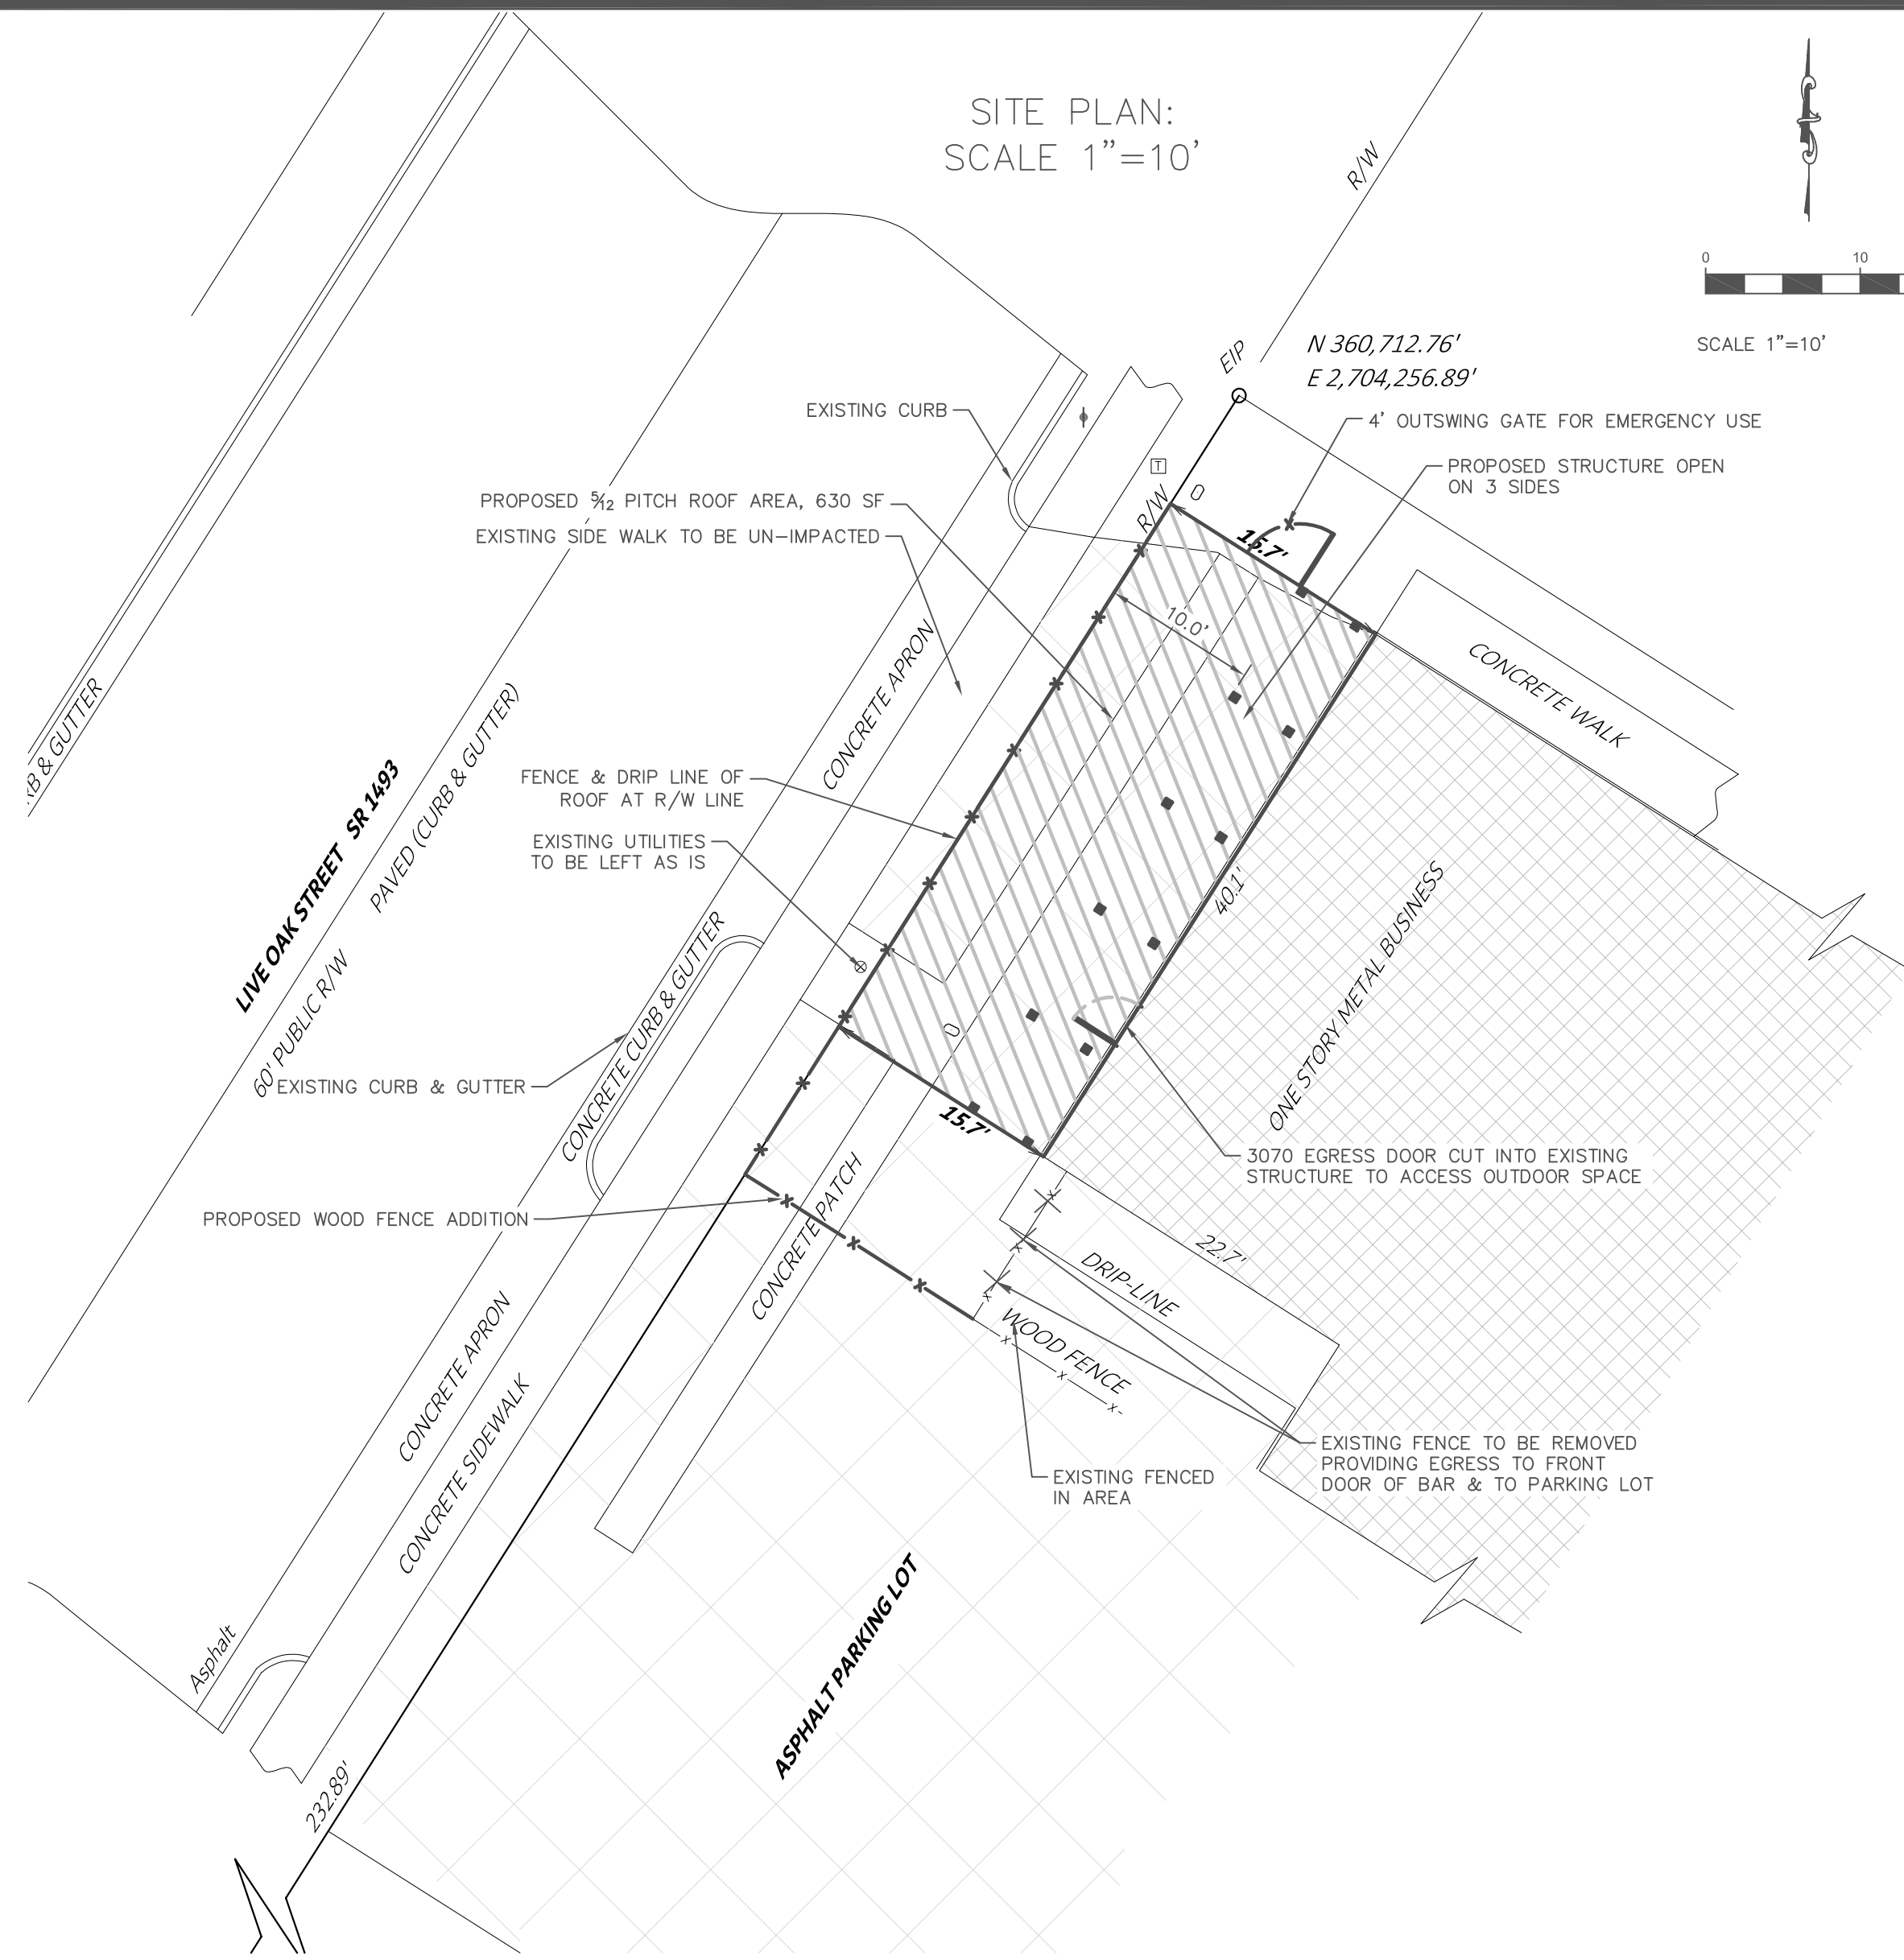 SITE PLAN:
SCALE 1"=10'
R/W
0 10
SCALE 1"=10'
N 360,712.76'
E 2,704,256.89'
EIP
EXISTING CURB
4' OUTSWING GATE FOR EMERGENCY USE
PROPOSED STRUCTURE OPEN
ON 3 SIDES
T
R/W
PROPOSED 5⁄12 PITCH ROOF AREA, 630 SF
EXISTING SIDE WALK TO BE UN-IMPACTED
15.7'
10.0'
CONCRETE WALK
CONCRETE APRON
RB & GUTTER
PAVED (CURB & GUTTER)
LIVE OAK STREET SR 1493
60' PUBLIC R/W
FENCE & DRIP LINE OF
ROOF AT R/W LINE
EXISTING UTILITIES
TO BE LEFT AS IS
40.1'
ONE STORY METAL BUSINESS
CONCRETE CURB & GUTTER
EXISTING CURB & GUTTER
15.7'
3070 EGRESS DOOR CUT INTO EXISTING
STRUCTURE TO ACCESS OUTDOOR SPACE
PROPOSED WOOD FENCE ADDITION
CONCRETE PATCH
22.7'
DRIP-LINE
WOOD FENCE
CONCRETE APRON
CONCRETE SIDEWALK
EXISTING FENCE TO BE REMOVED
PROVIDING EGRESS TO FRONT
DOOR OF BAR & TO PARKING LOT
EXISTING FENCED
IN AREA
ASPHALT PARKING LOT
Asphalt
232.89'